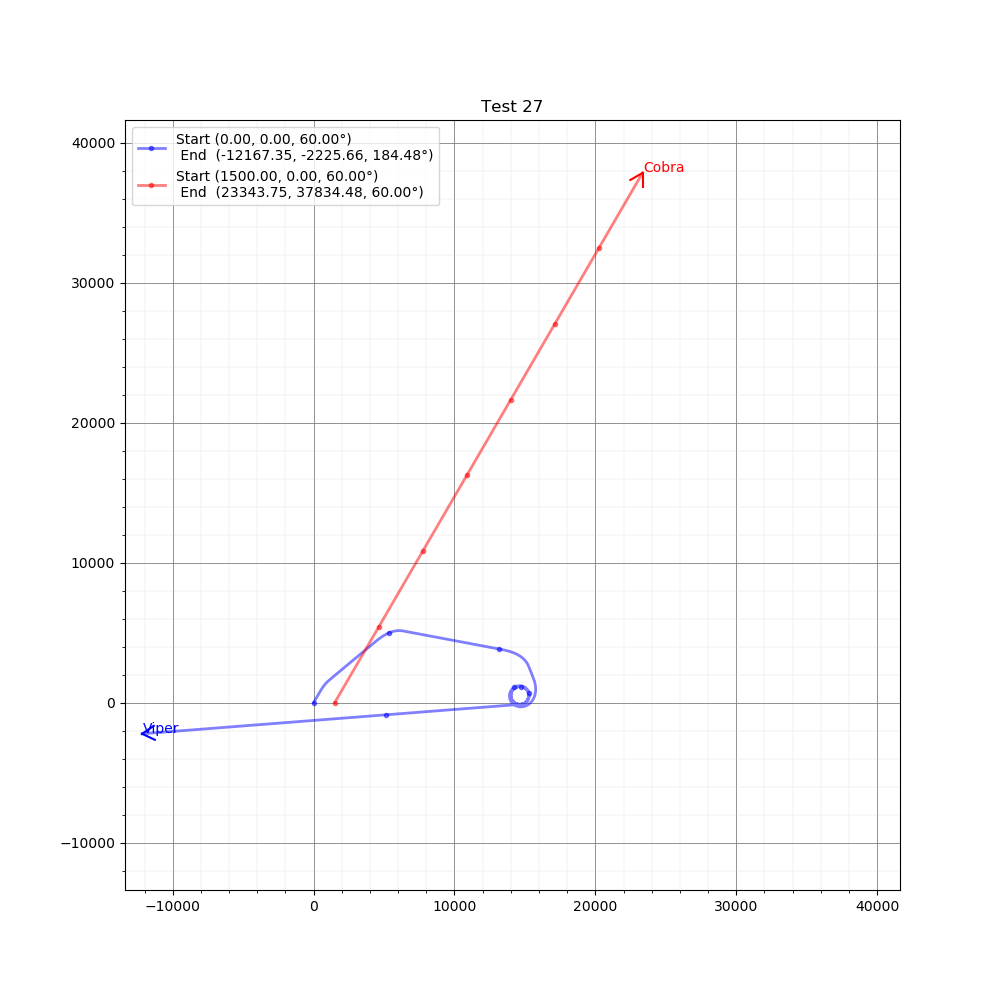 Test 27
Start (0.00, 0.00, 60.00°)
End  (-12167.35, -2225.66, 184.48°)
Start (1500.00, 0.00, 60.00°)
End  (23343.75, 37834.48, 60.00°)
Cobra
Viper
40000
30000
20000
10000
0
−10000
−10000 0 10000 20000 30000 40000